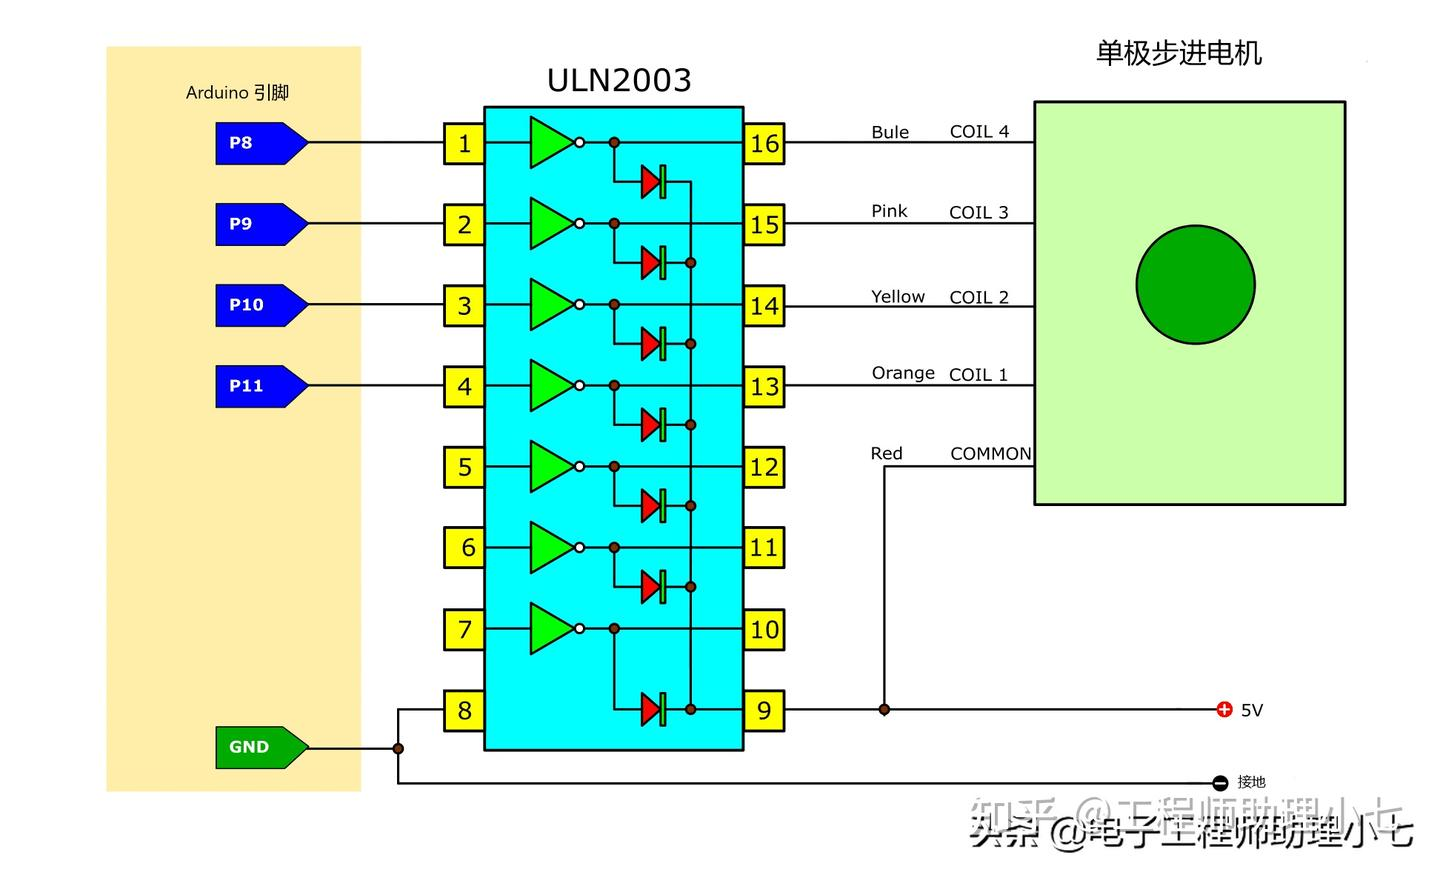 单极步进电机
ULN2003
Arduino 引脚
P8
1
16
Bule COIL 4
P9
2
15
Pink COIL 3
P10
3
14
Yellow COIL 2
P11
4
13
Orange COIL 1
5
12
Red COMMON
6
11
7
10
8
9
5V
GND
接地
知乎 @工程师助理小七
头条 @电子工程师助理小七